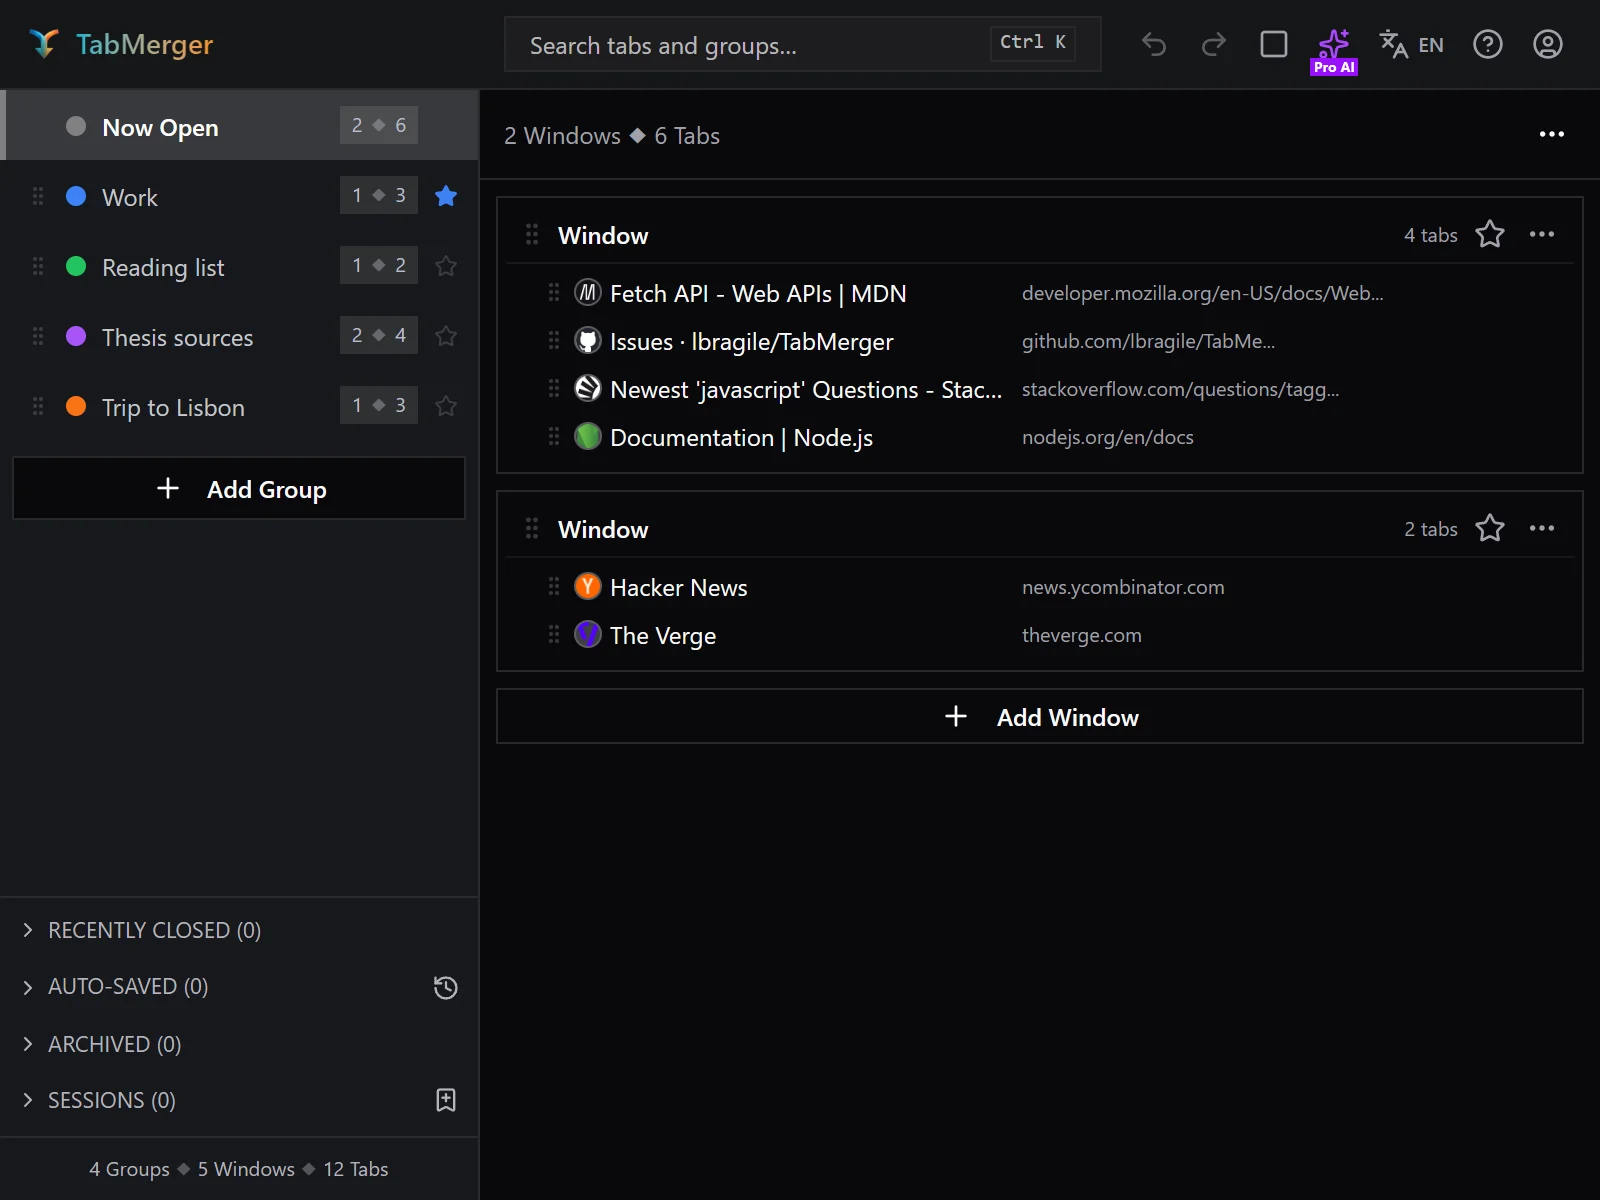 TabMerger
Search tabs and groups... Ctrl K
Pro AI
EN
Now Open 2 ◆ 6
Work 1 ◆ 3
Reading list 1 ◆ 2
Thesis sources 2 ◆ 4
Trip to Lisbon 1 ◆ 3
Add Group
RECENTLY CLOSED (0)
AUTO-SAVED (0)
ARCHIVED (0)
SESSIONS (0)
4 Groups ◆ 5 Windows ◆ 12 Tabs
2 Windows ◆ 6 Tabs
Window 4 tabs
Fetch API - Web APIs | MDN developer.mozilla.org/en-US/docs/Web...
Issues · lbragile/TabMerger github.com/lbragile/TabMe...
Newest 'javascript' Questions - Stac... stackoverflow.com/questions/tagg...
Documentation | Node.js nodejs.org/en/docs
Window 2 tabs
Hacker News news.ycombinator.com
The Verge theverge.com
Add Window